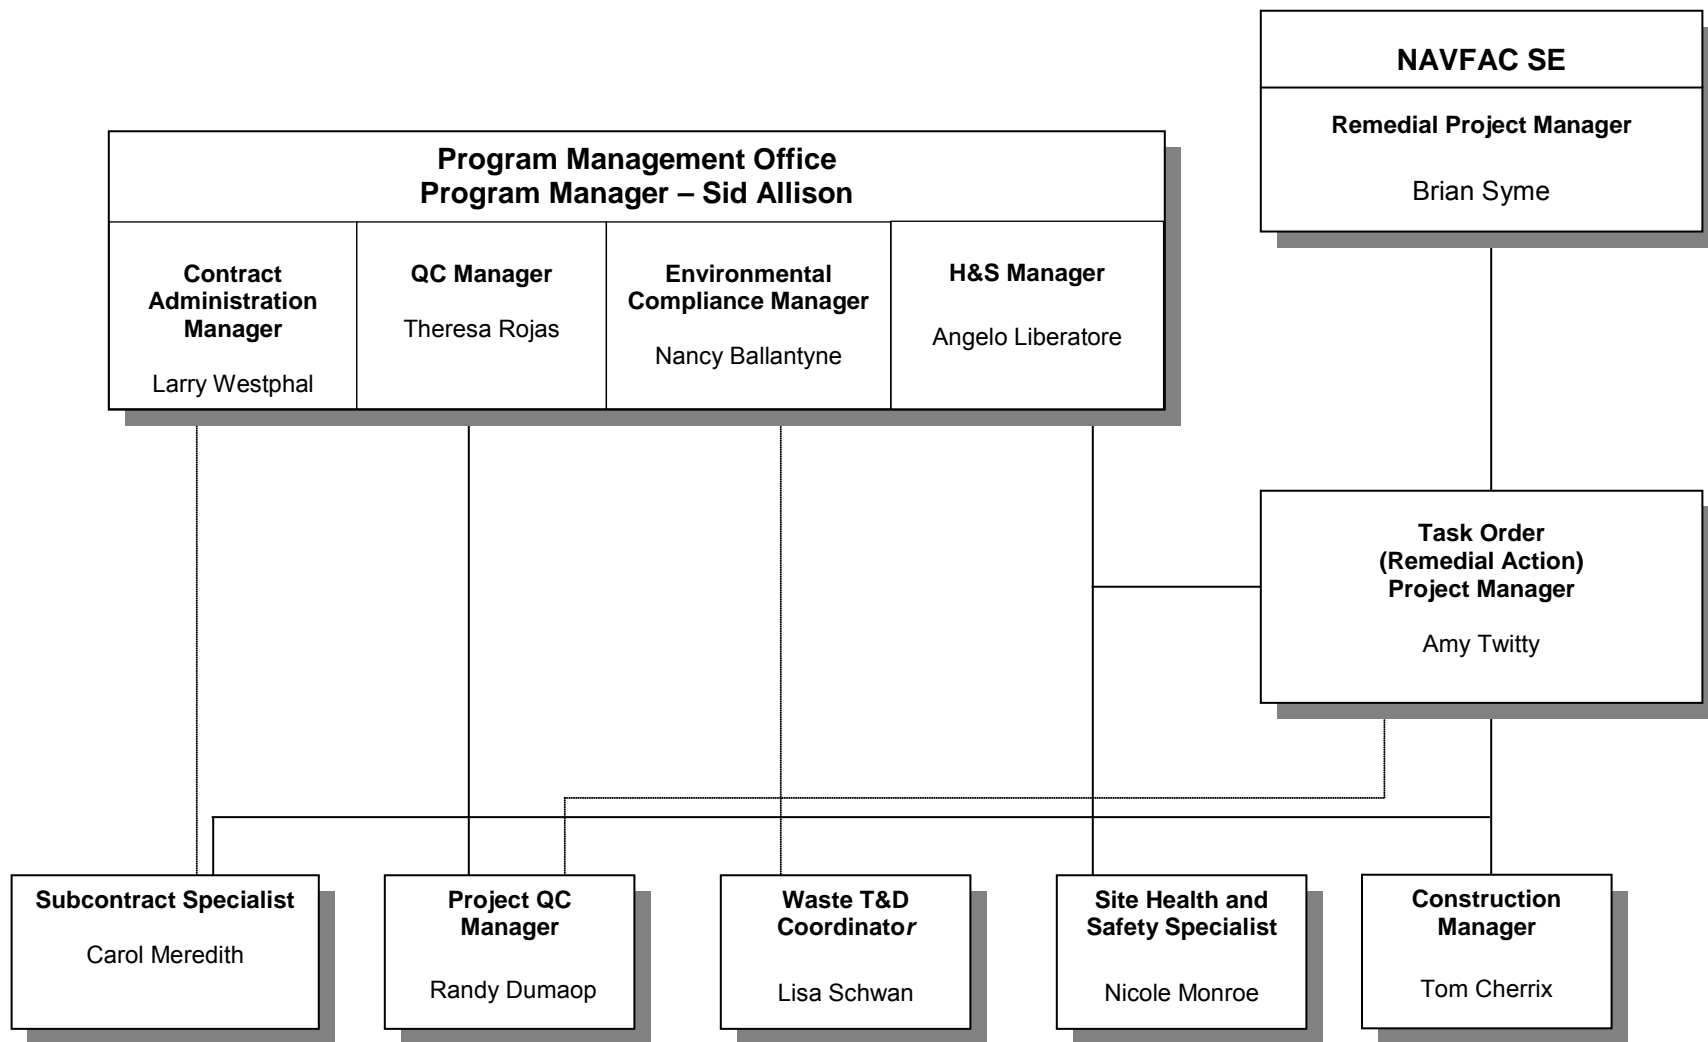 NAVFAC SE
Remedial Project Manager
Brian Syme
Program Management Office
Program Manager – Sid Allison
Contract
Administration
Manager
Larry Westphal
QC Manager
Theresa Rojas
Environmental
Compliance Manager
Nancy Ballantyne
H&S Manager
Angelo Liberatore
Task Order
(Remedial Action)
Project Manager
Amy Twitty
Subcontract Specialist
Carol Meredith
Project QC
Manager
Randy Dumaop
Waste T&D
Coordinator
Lisa Schwan
Site Health and
Safety Specialist
Nicole Monroe
Construction
Manager
Tom Cherrix